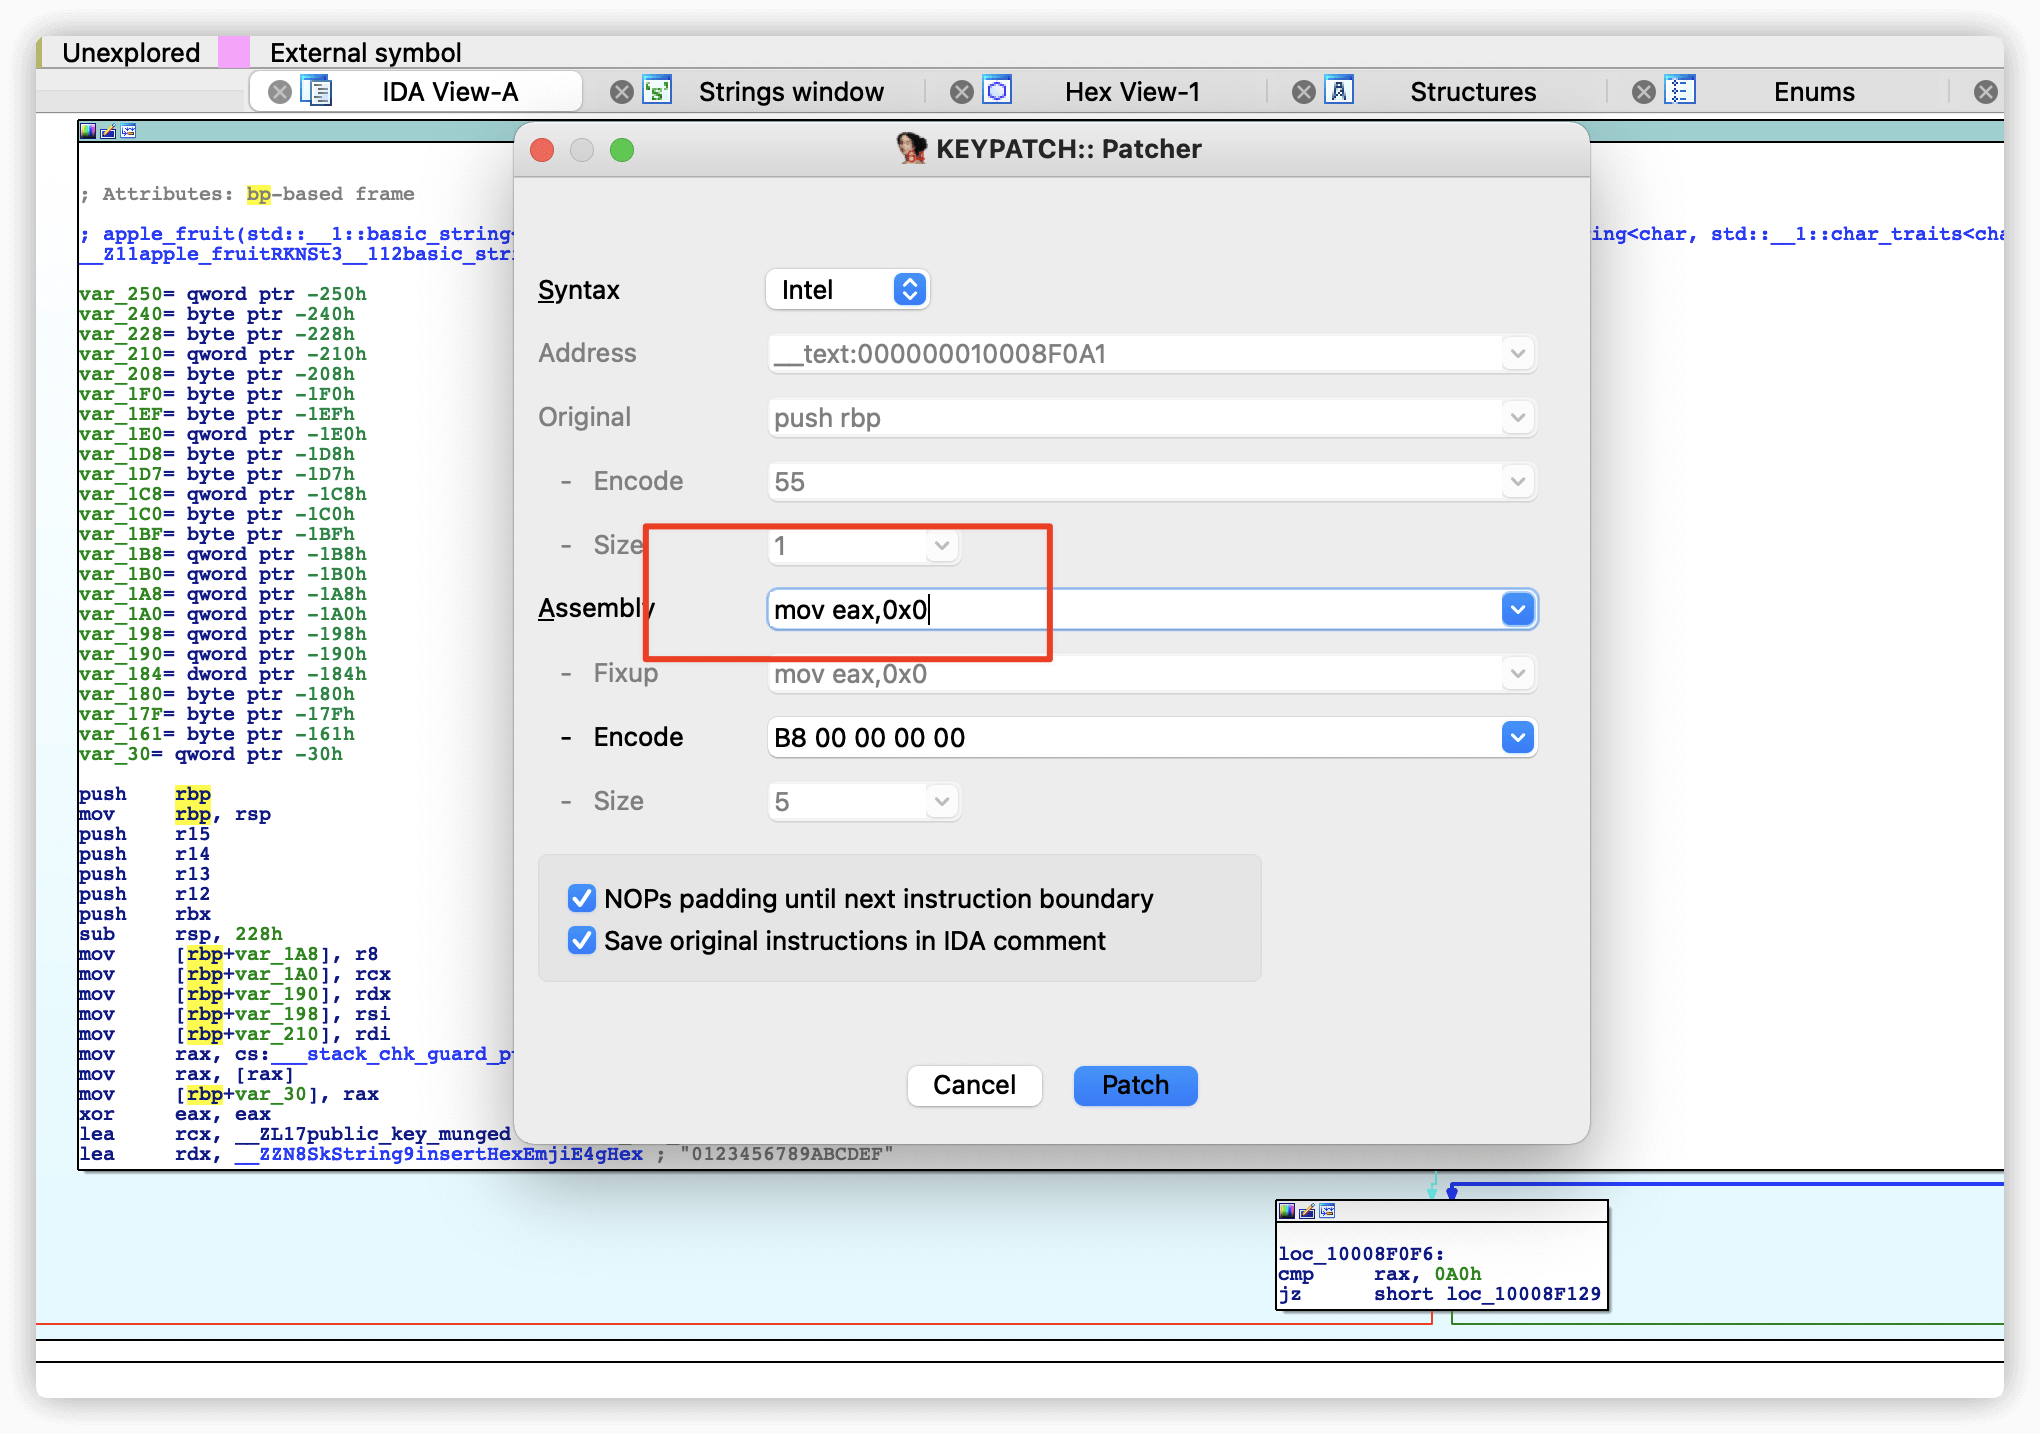 Unexplored External symbol
IDA View-A Strings window Hex View-1 Structures Enums
KEYPATCH:: Patcher
; Attributes: bp-based frame
; apple_fruit(std::__1::basic_string<
ing<char, std::__1::char_traits<cha
__Z11apple_fruitRKNSt3__112basic_stri
var_250= qword ptr -250h
var_240= byte ptr -240h
var_228= byte ptr -228h
var_210= qword ptr -210h
var_208= byte ptr -208h
var_1F0= byte ptr -1F0h
var_1EF= byte ptr -1EFh
var_1E0= qword ptr -1E0h
var_1D8= byte ptr -1D8h
var_1D7= byte ptr -1D7h
var_1C8= qword ptr -1C8h
var_1C0= byte ptr -1C0h
var_1BF= byte ptr -1BFh
var_1B8= qword ptr -1B8h
var_1B0= byte ptr -1B0h
var_1A8= qword ptr -1A8h
var_1A0= qword ptr -1A0h
var_198= qword ptr -198h
var_190= qword ptr -190h
var_184= dword ptr -184h
var_180= byte ptr -180h
var_17F= byte ptr -17Fh
var_161= byte ptr -161h
var_30= qword ptr -30h
push rbp
mov rbp, rsp
push r15
push r14
push r13
push r12
push rbx
sub rsp, 228h
mov [rbp+var_1A8], r8
mov [rbp+var_1A0], rcx
mov [rbp+var_190], rdx
mov [rbp+var_198], rsi
mov [rbp+var_210], rdi
mov rax, cs:___stack_chk_guard_p
mov rax, [rax]
mov [rbp+var_30], rax
xor eax, eax
lea rcx, __ZL17public_key_munged
lea rdx, __ZZN8SkString9insertHexEmjiE4gHex ; "0123456789ABCDEF"
Syntax Intel
Address __text:000000010008F0A1
Original push rbp
- Encode 55
- Size 1
Assembly mov eax,0x0
- Fixup mov eax,0x0
- Encode B8 00 00 00 00
- Size 5
NOPs padding until next instruction boundary
Save original instructions in IDA comment
Cancel Patch
loc_10008F0F6:
cmp rax, 0A0h
jz short loc_10008F129